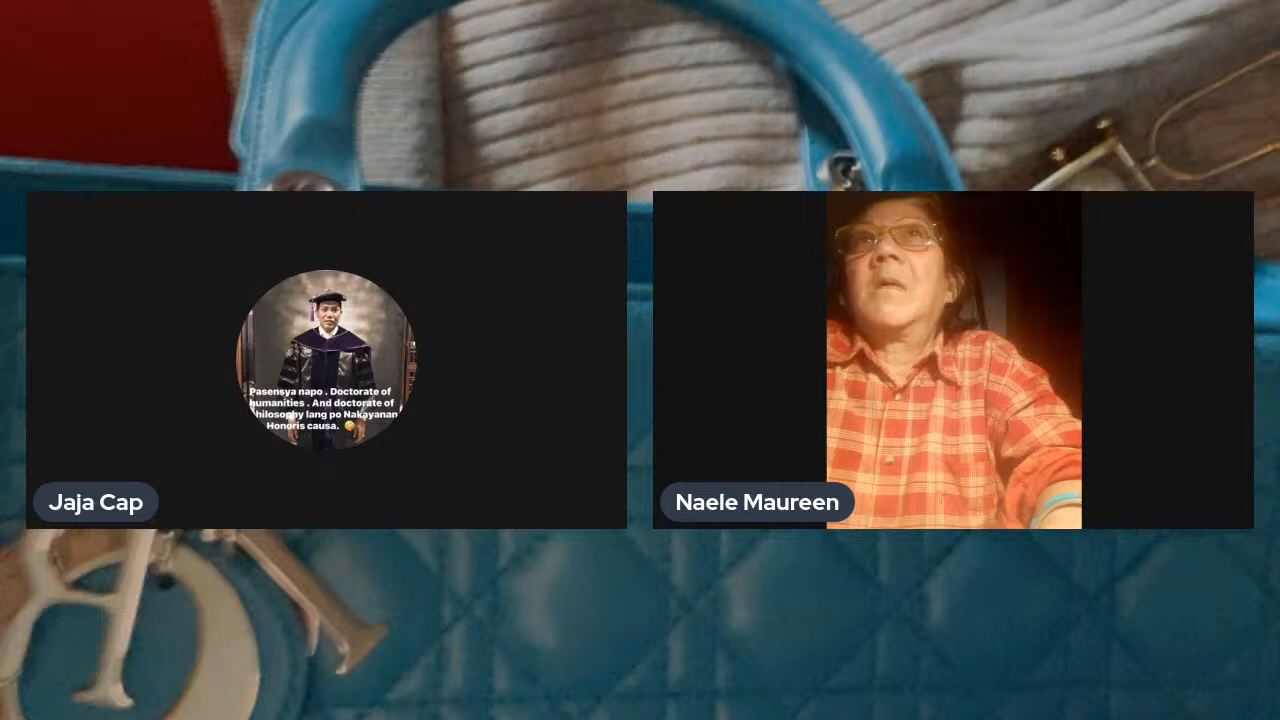 Pasensya napo . Doctorate of
humanities . And doctorate of
hilosophy lang po Nakayanan
Honoris causa. 😅
Jaja Cap
Naele Maureen